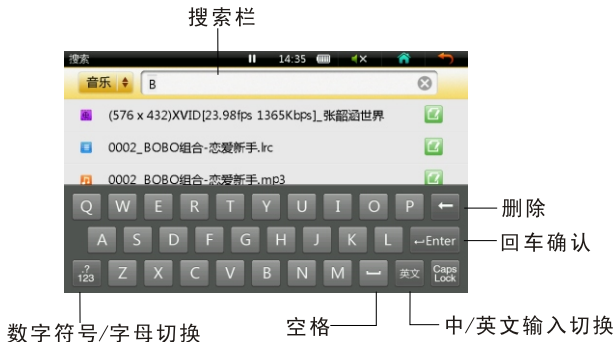 搜索栏
搜索 14:35
音乐 B
(576 x 432)XVID[23.98fps 1365Kbps]_张韶涵世界
0002_BOBO组合-恋爱新手.lrc
0002_BOBO组合-恋爱新手.mp3
Q W E R T Y U I O P
删除
A S D F G H J K L Enter
回车确认
.?123 Z X C V B N M 英文 Caps Lock
数字符号/字母切换
空格
中/英文输入切换